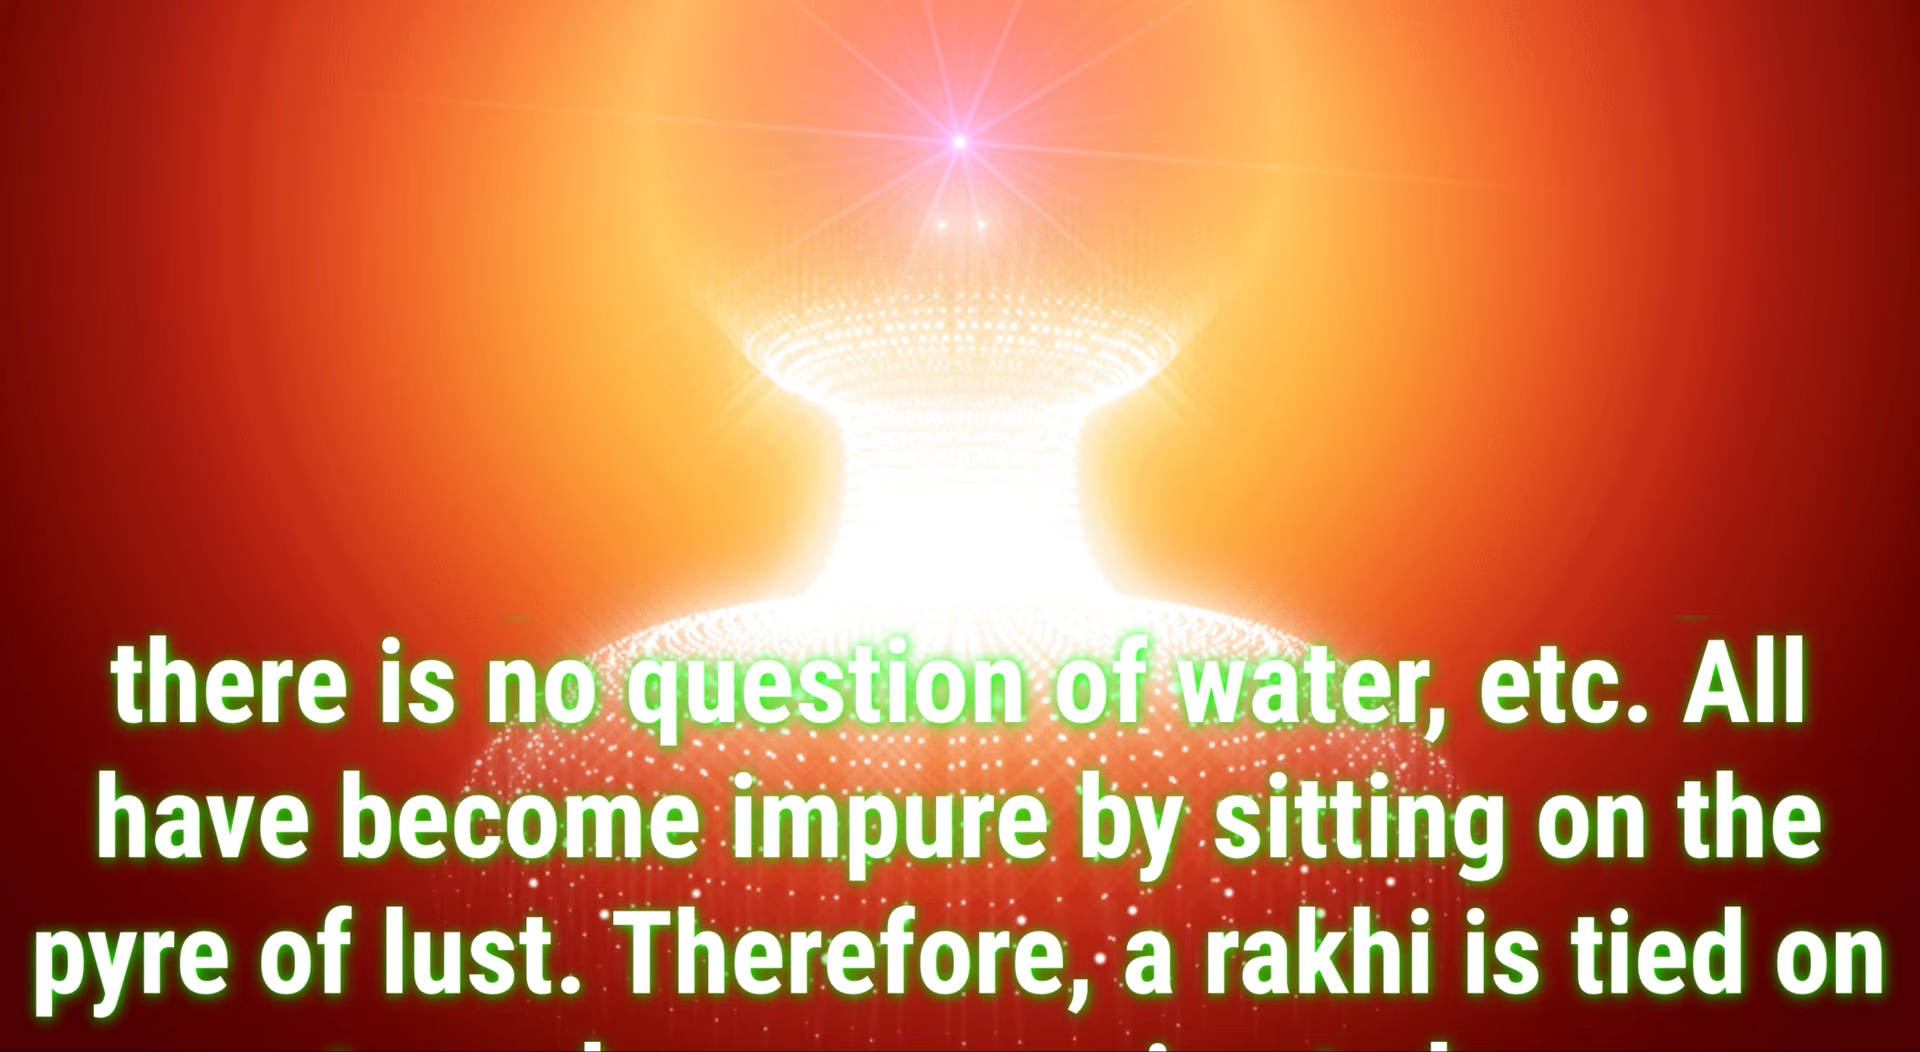 there is no question of water, etc. All
have become impure by sitting on the
pyre of lust. Therefore, a rakhi is tied on